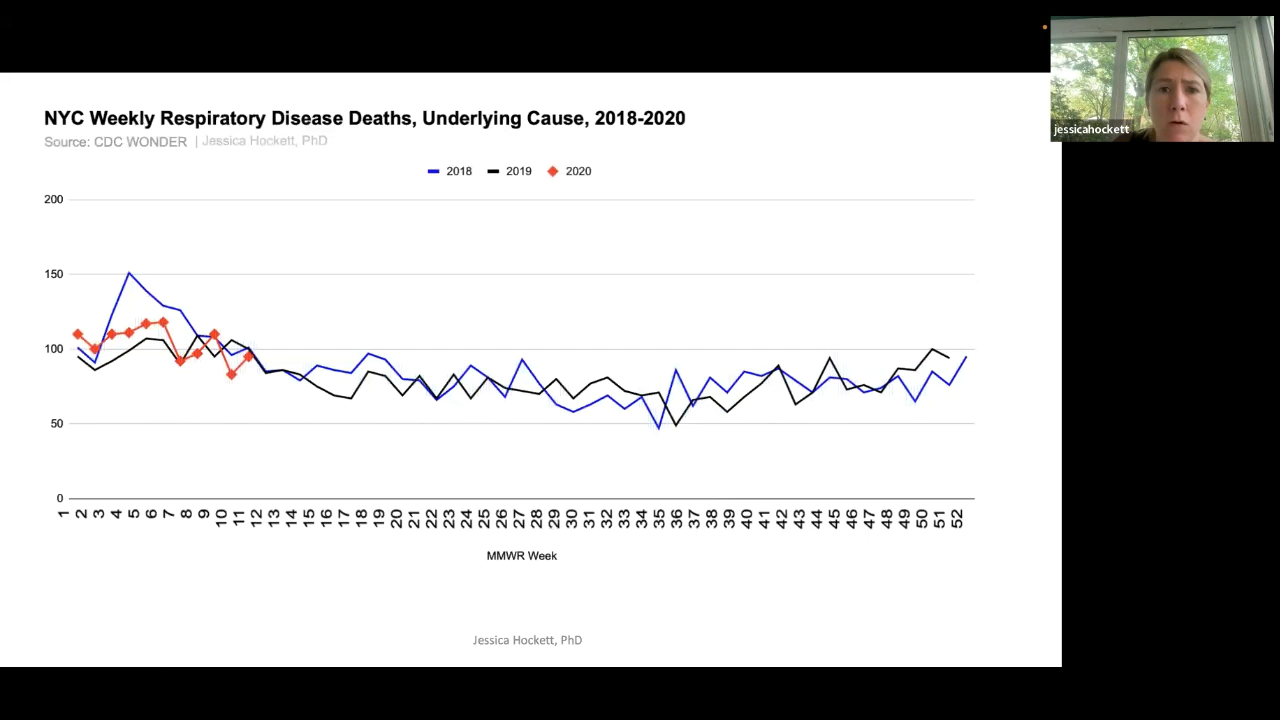 jessicahockett
NYC Weekly Respiratory Disease Deaths, Underlying Cause, 2018-2020
Source: CDC WONDER | Jessica Hockett, PhD
2018 2019 2020
200
150
100
50
0
1 2 3 4 5 6 7 8 9 10 11 12 13 14 15 16 17 18 19 20 21 22 23 24 25 26 27 28 29 30 31 32 33 34 35 36 37 38 39 40 41 42 43 44 45 46 47 48 49 50 51 52
MMWR Week
Jessica Hockett, PhD